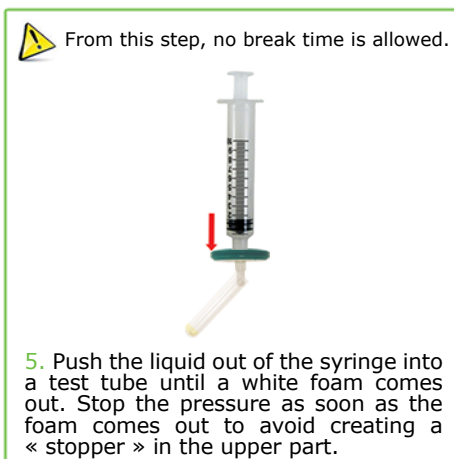 From this step, no break time is allowed.
5. Push the liquid out of the syringe into
a test tube until a white foam comes
out. Stop the pressure as soon as the
foam comes out to avoid creating a
« stopper » in the upper part.